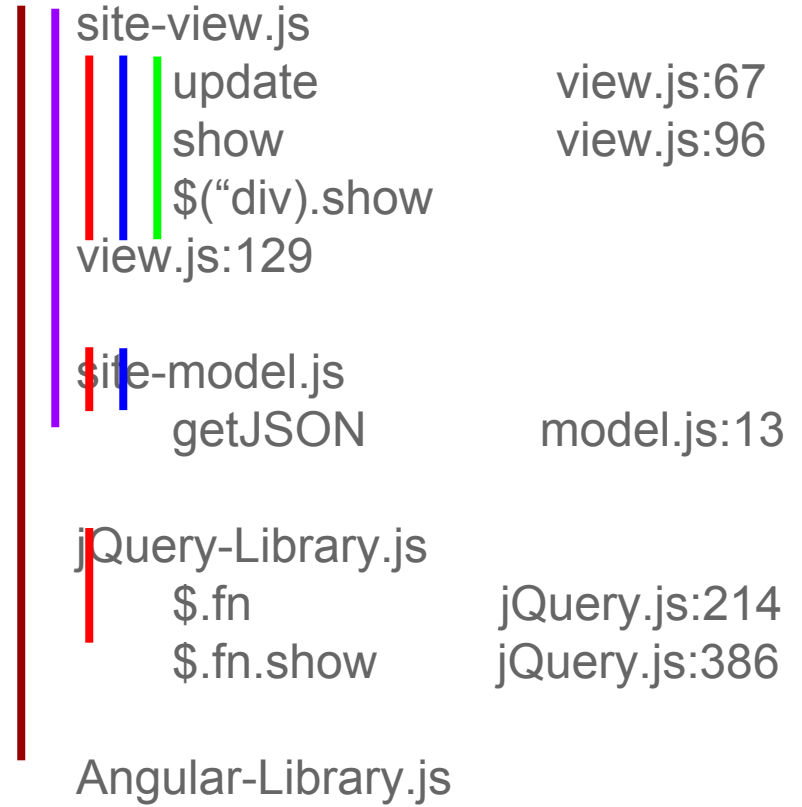 site-view.js
update view.js:67
show view.js:96
$(“div).show
view.js:129
site-model.js
getJSON model.js:13
jQuery-Library.js
$.fn jQuery.js:214
$.fn.show jQuery.js:386
Angular-Library.js